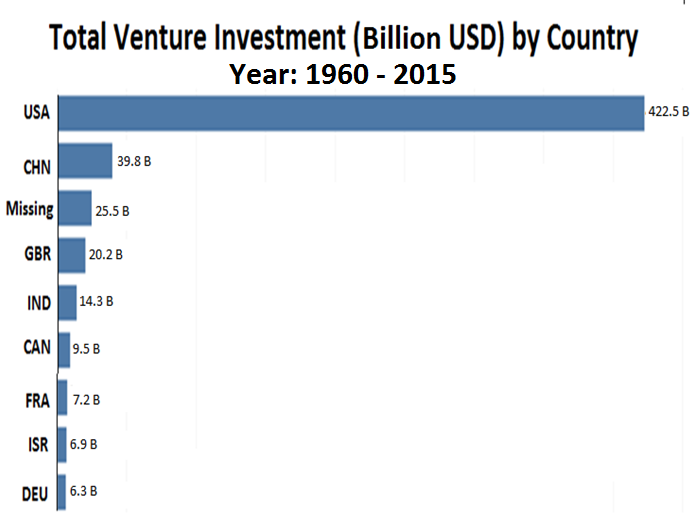 Total Venture Investment (Billion USD) by Country
Year: 1960 - 2015
USA 422.5 B
CHN 39.8 B
Missing 25.5 B
GBR 20.2 B
IND 14.3 B
CAN 9.5 B
FRA 7.2 B
ISR 6.9 B
DEU 6.3 B